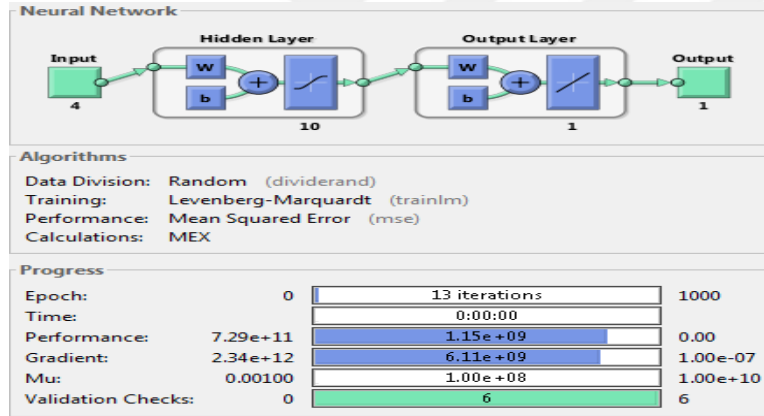 Neural Network
Hidden Layer
Output Layer
Input
Output
W
W
+
+
b
b
4
10
1
1
Algorithms
Data Division: Random (dividerand)
Training: Levenberg-Marquardt (trainlm)
Performance: Mean Squared Error (mse)
Calculations: MEX
Progress
Epoch: 0 13 iterations 1000
Time: 0:00:00
Performance: 7.29e+11 1.15e+09 0.00
Gradient: 2.34e+12 6.11e+09 1.00e-07
Mu: 0.00100 1.00e+08 1.00e+10
Validation Checks: 0 6 6